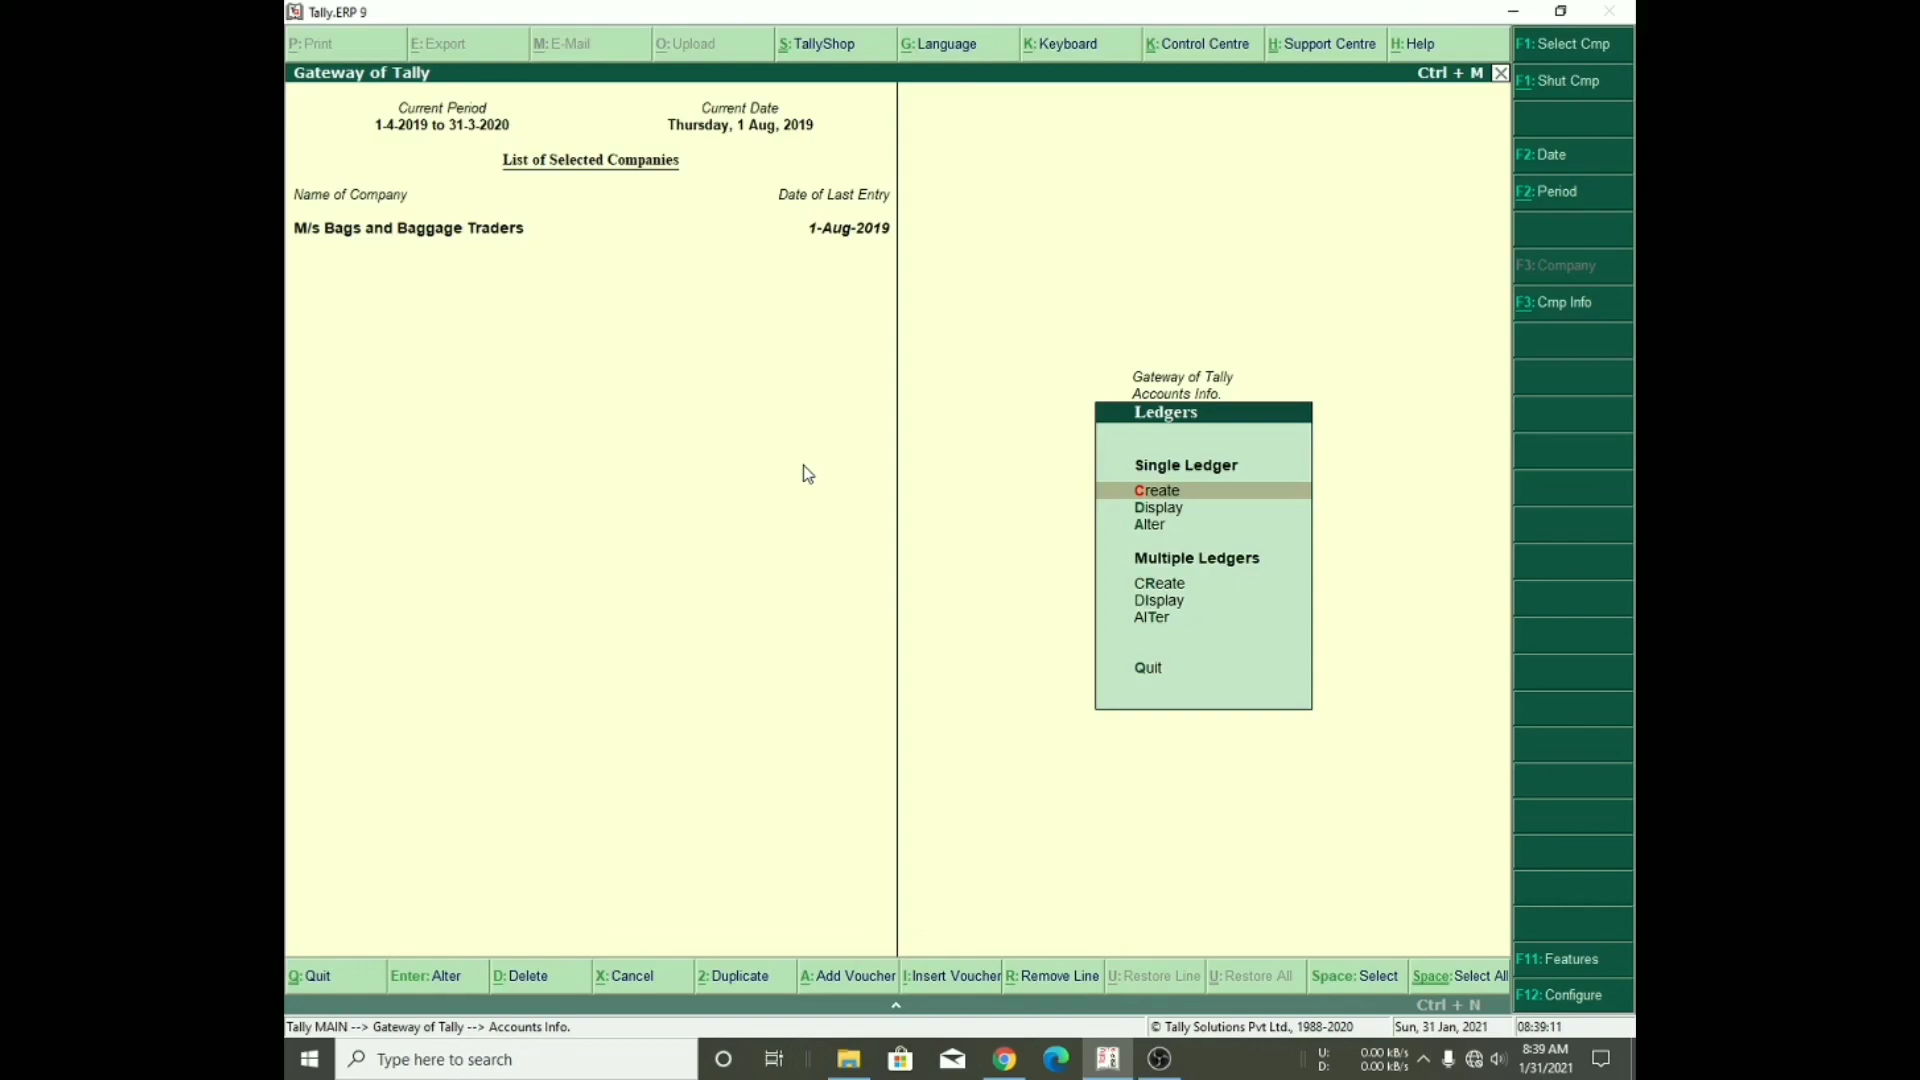 Tally.ERP 9
P: Print E: Export M: E-Mail O: Upload S: TallyShop G: Language K: Keyboard K: Control Centre H: Support Centre H: Help
Gateway of Tally Ctrl + M
Current Period Current Date
1-4-2019 to 31-3-2020 Thursday, 1 Aug, 2019
List of Selected Companies
Name of Company Date of Last Entry
M/s Bags and Baggage Traders 1-Aug-2019
Gateway of Tally
Accounts Info.
Ledgers
Single Ledger
Create
Display
Alter
Multiple Ledgers
CReate
DIsplay
AlTer
Quit
F1: Select Cmp
F1: Shut Cmp
F2: Date
F2: Period
F3: Company
F3: Cmp Info
F11: Features
F12: Configure
Q: Quit Enter: Alter D: Delete X: Cancel 2: Duplicate A: Add Voucher I: Insert Voucher R: Remove Line U: Restore Line U: Restore All Space: Select Space: Select All
Ctrl + N
Tally MAIN --> Gateway of Tally --> Accounts Info. © Tally Solutions Pvt Ltd., 1988-2020 Sun, 31 Jan, 2021 08:39:11
Type here to search
U: 0.00 kB/s
D: 0.00 kB/s
8:39 AM
1/31/2021